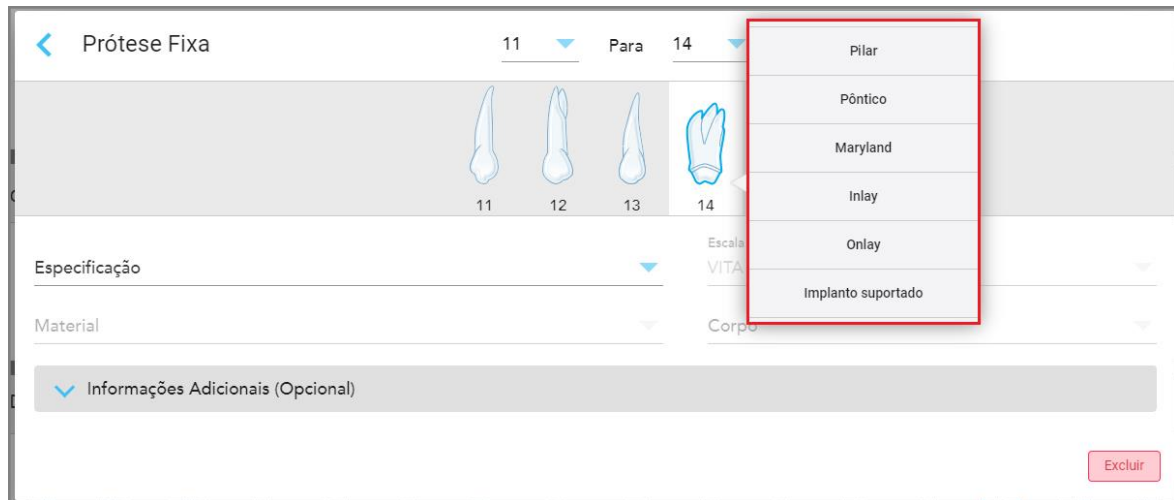 Prótese Fixa
11 Para 14
Pilar
Pôntico
Maryland
Inlay
Onlay
Implanto suportado
11 12 13 14
Especificação
Escala
VITA
Material
Corpo
Informações Adicionais (Opcional)
Excluir